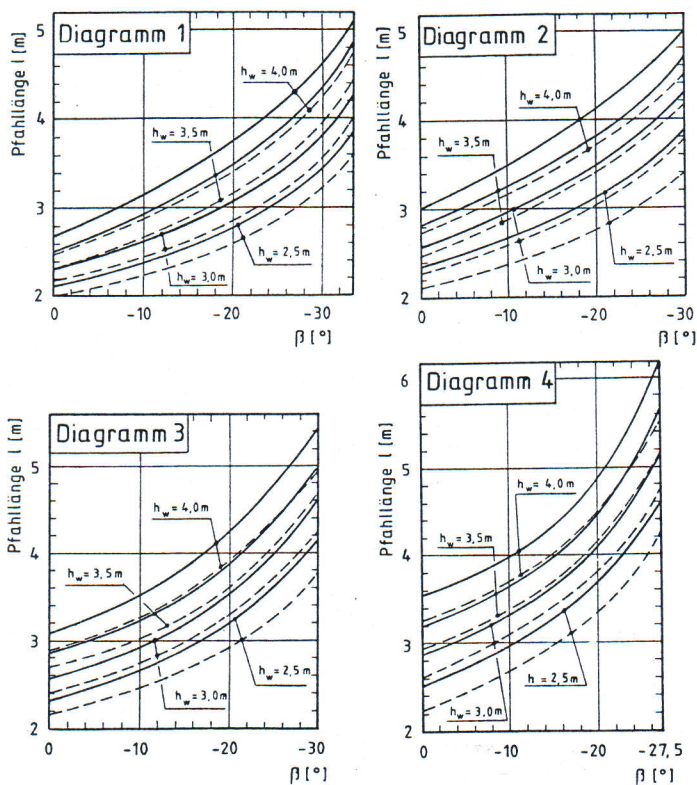 Diagramm 1
Pfahllänge l [m]
5
4
3
2
h_w = 4,0 m
h_w = 3,5 m
h_w = 3,0 m
h_w = 2,5 m
0
-10
-20
-30
β [°]
Diagramm 2
Pfahllänge l [m]
5
4
3
2
h_w = 4,0 m
h_w = 3,5 m
h_w = 2,5 m
h_w = 3,0 m
0
-10
-20
-30
β [°]
Diagramm 3
Pfahllänge l [m]
5
4
3
2
h_w = 4,0 m
h_w = 3,5 m
h_w = 3,0 m
h_w = 2,5 m
0
-10
-20
-30
β [°]
Diagramm 4
Pfahllänge l [m]
6
5
4
3
2
h_w = 4,0 m
h_w = 3,5 m
h = 2,5 m
h_w = 3,0 m
0
-10
-20
-27,5
β [°]